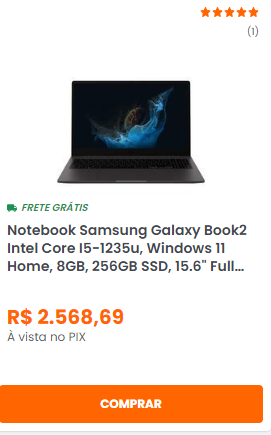 (1)
FRETE GRÁTIS
Notebook Samsung Galaxy Book2
Intel Core I5-1235u, Windows 11
Home, 8GB, 256GB SSD, 15.6" Full...
R$ 2.568,69
À vista no PIX
COMPRAR